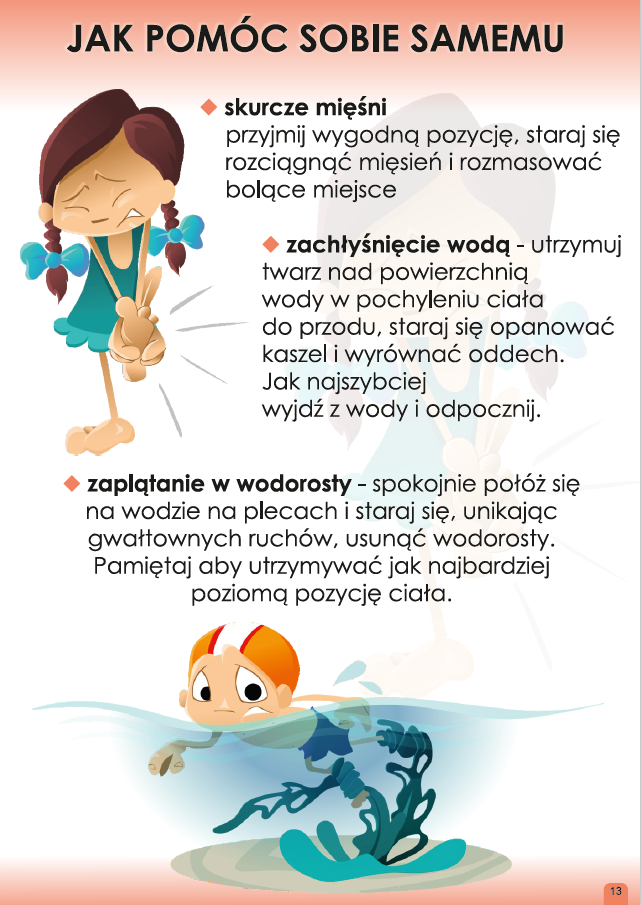 JAK POMÓC SOBIE SAMEMU
◆ skurcze mięśni
przyjmij wygodną pozycję, staraj się
rozciągnąć mięsień i rozmasować
bolące miejsce
◆ zachłyśnięcie wodą - utrzymuj
twarz nad powierzchnią
wody w pochyleniu ciała
do przodu, staraj się opanować
kaszel i wyrównać oddech.
Jak najszybciej
wyjdź z wody i odpocznij.
◆ zaplątanie w wodorosty - spokojnie połóż się
na wodzie na plecach i staraj się, unikając
gwałtownych ruchów, usunąć wodorosty.
Pamiętaj aby utrzymywać jak najbardziej
poziomą pozycję ciała.
13